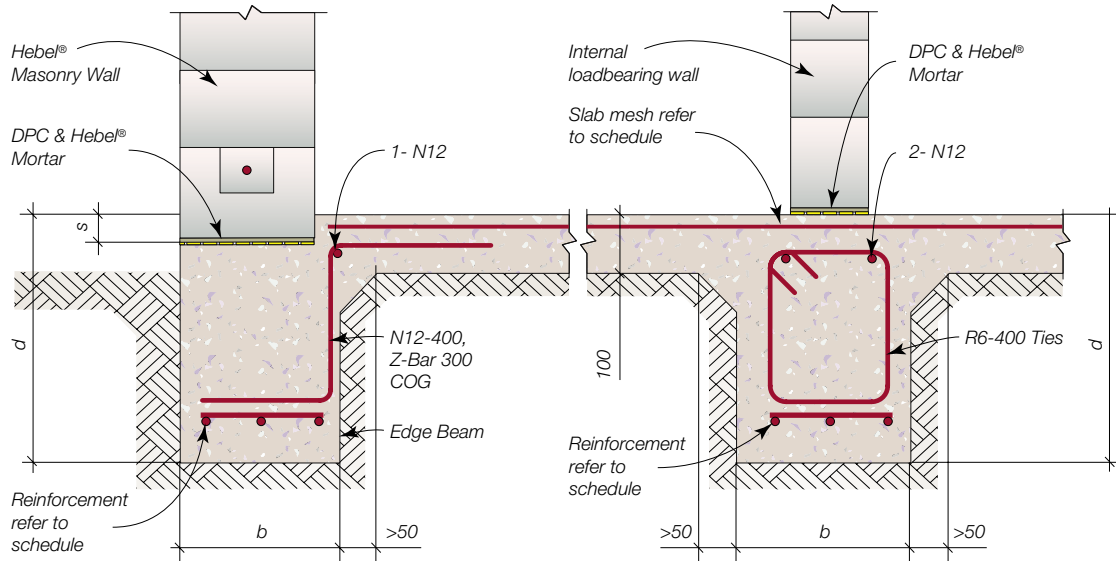 Hebel®
Masonry Wall
DPC & Hebel®
Mortar
1- N12
s
d
N12-400,
Z-Bar 300
COG
Edge Beam
Reinforcement
refer to
schedule
b
>50
Internal
loadbearing wall
Slab mesh refer
to schedule
DPC & Hebel®
Mortar
2- N12
100
R6-400 Ties
d
Reinforcement
refer to
schedule
>50
b
>50